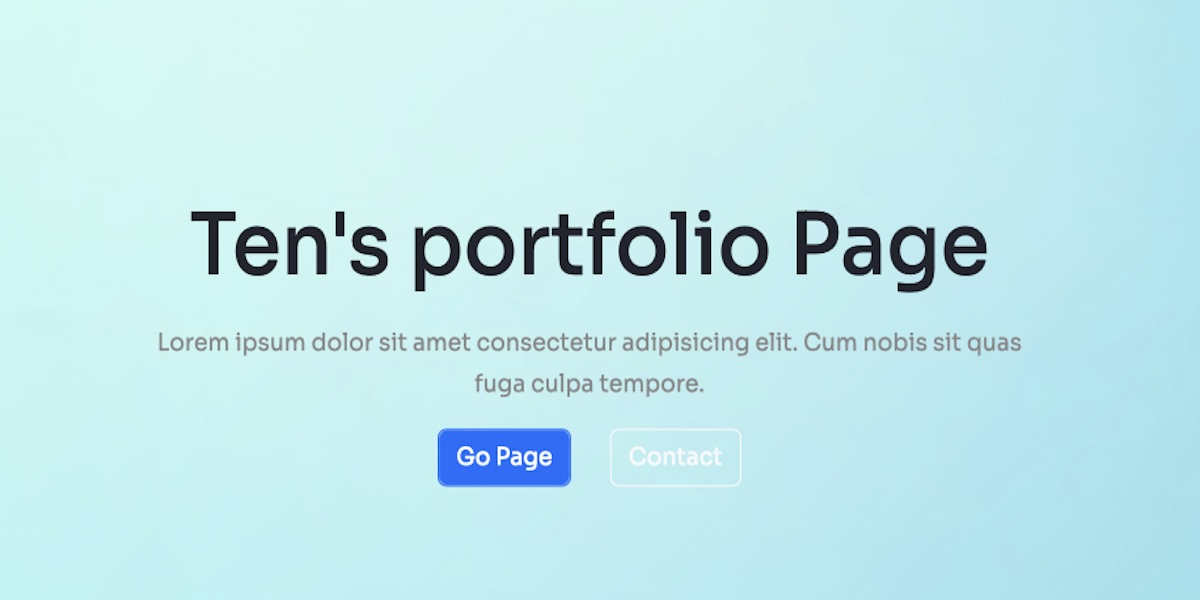 Ten's portfolio Page
Lorem ipsum dolor sit amet consectetur adipisicing elit. Cum nobis sit quas
fuga culpa tempore.
Go Page
Contact